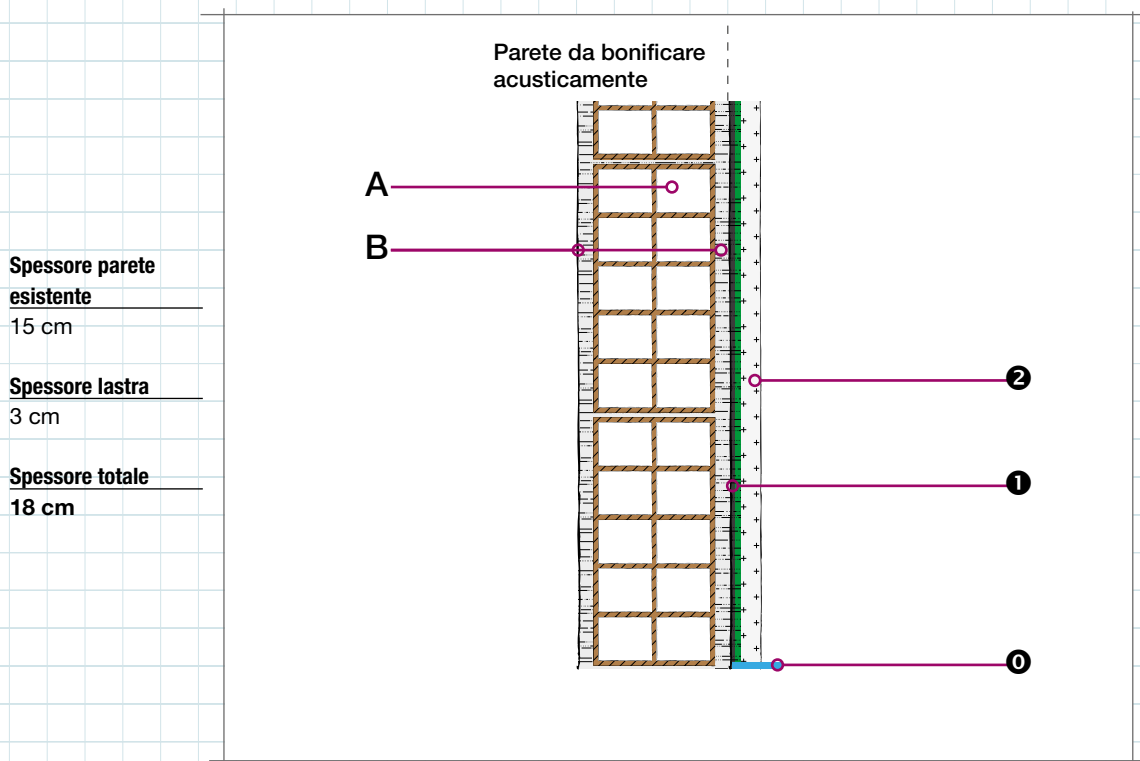 Parete da bonificare
acusticamente
A
B
Spessore parete
esistente
15 cm
Spessore lastra
3 cm
Spessore totale
18 cm
2
1
0